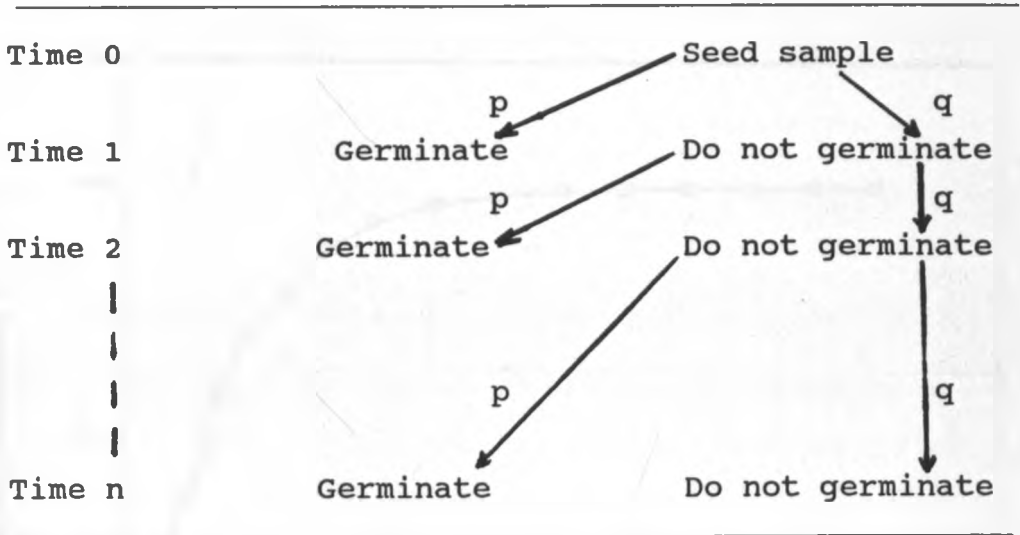 Time 0 Seed sample
p q
Time 1 Germinate Do not germinate
p q
Time 2 Germinate Do not germinate
p q
Time n Germinate Do not germinate